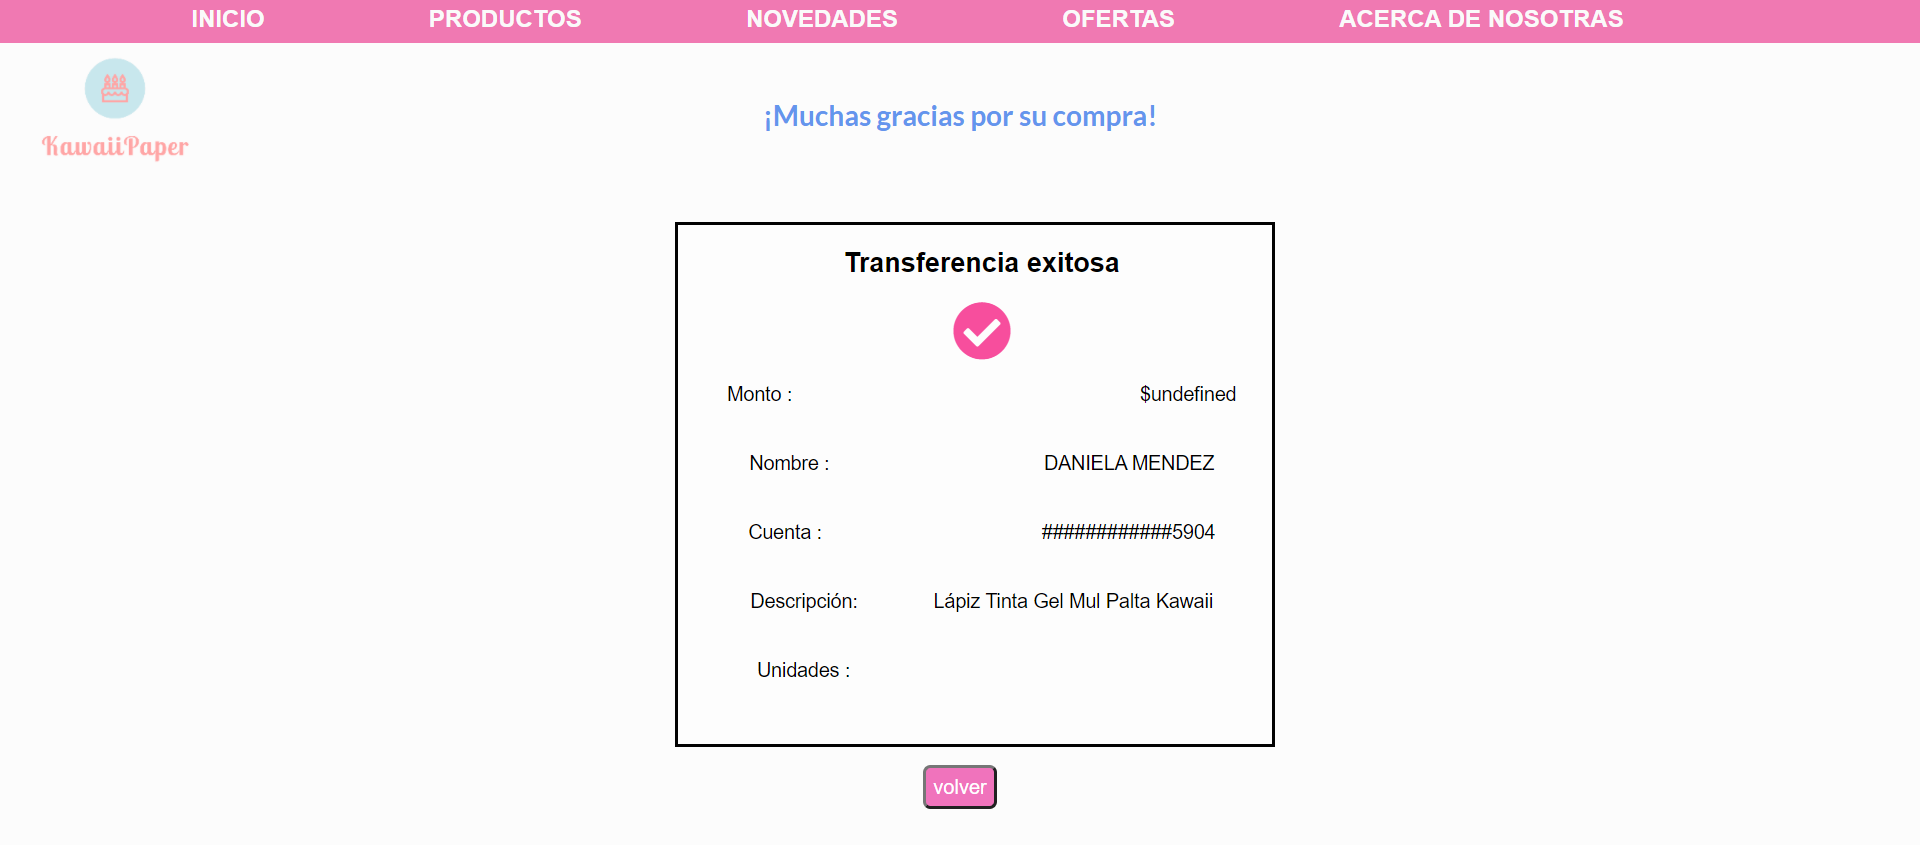 INICIO PRODUCTOS NOVEDADES OFERTAS ACERCA DE NOSOTRAS
KawaiiPaper
¡Muchas gracias por su compra!
Transferencia exitosa
Monto : $undefined
Nombre : DANIELA MENDEZ
Cuenta : ############5904
Descripción: Lápiz Tinta Gel Mul Palta Kawaii
Unidades :
volver